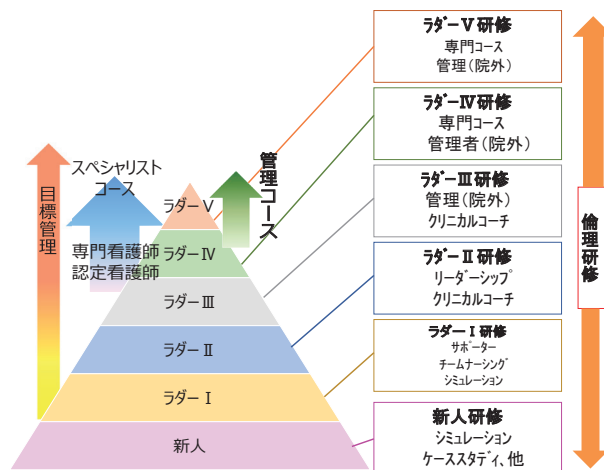 目標管理
スペシャリスト
コース
専門看護師
認定看護師
管理コース
ラダーⅤ
ラダーⅣ
ラダーⅢ
ラダーⅡ
ラダーⅠ
新人
ラダーⅤ研修
専門コース
管理(院外)
ラダーⅣ研修
専門コース
管理者(院外)
ラダーⅢ研修
管理(院外)
クリニカルコーチ
ラダーⅡ研修
リーダーシップ
クリニカルコーチ
ラダーⅠ研修
サポーター
チームナーシング
シミュレーション
新人研修
シミュレーション
ケーススタディ、他
倫理研修